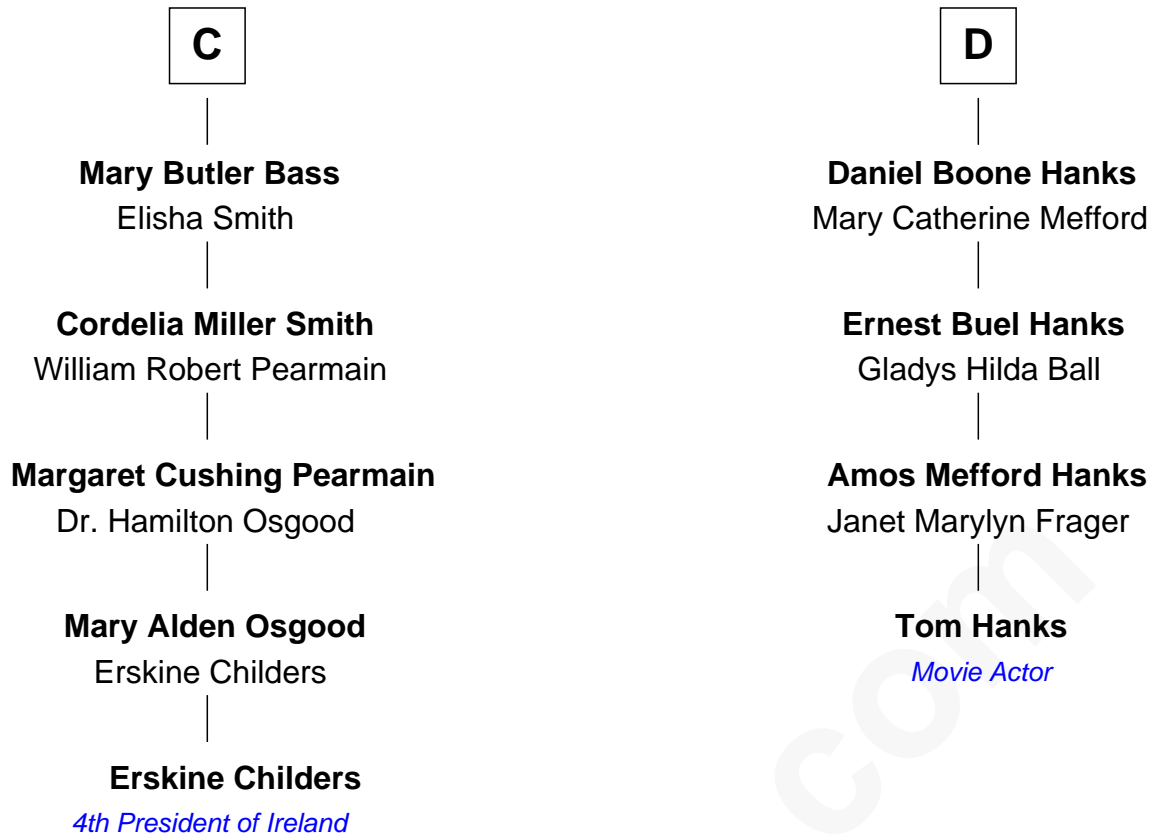 C
Mary Butler Bass
Elisha Smith
Cordelia Miller Smith
William Robert Pearmain
Margaret Cushing Pearmain
Dr. Hamilton Osgood
Mary Alden Osgood
Erskine Childers
Erskine Childers
4th President of Ireland
D
Daniel Boone Hanks
Mary Catherine Mefford
Ernest Buel Hanks
Gladys Hilda Ball
Amos Mefford Hanks
Janet Marylyn Frager
Tom Hanks
Movie Actor
com